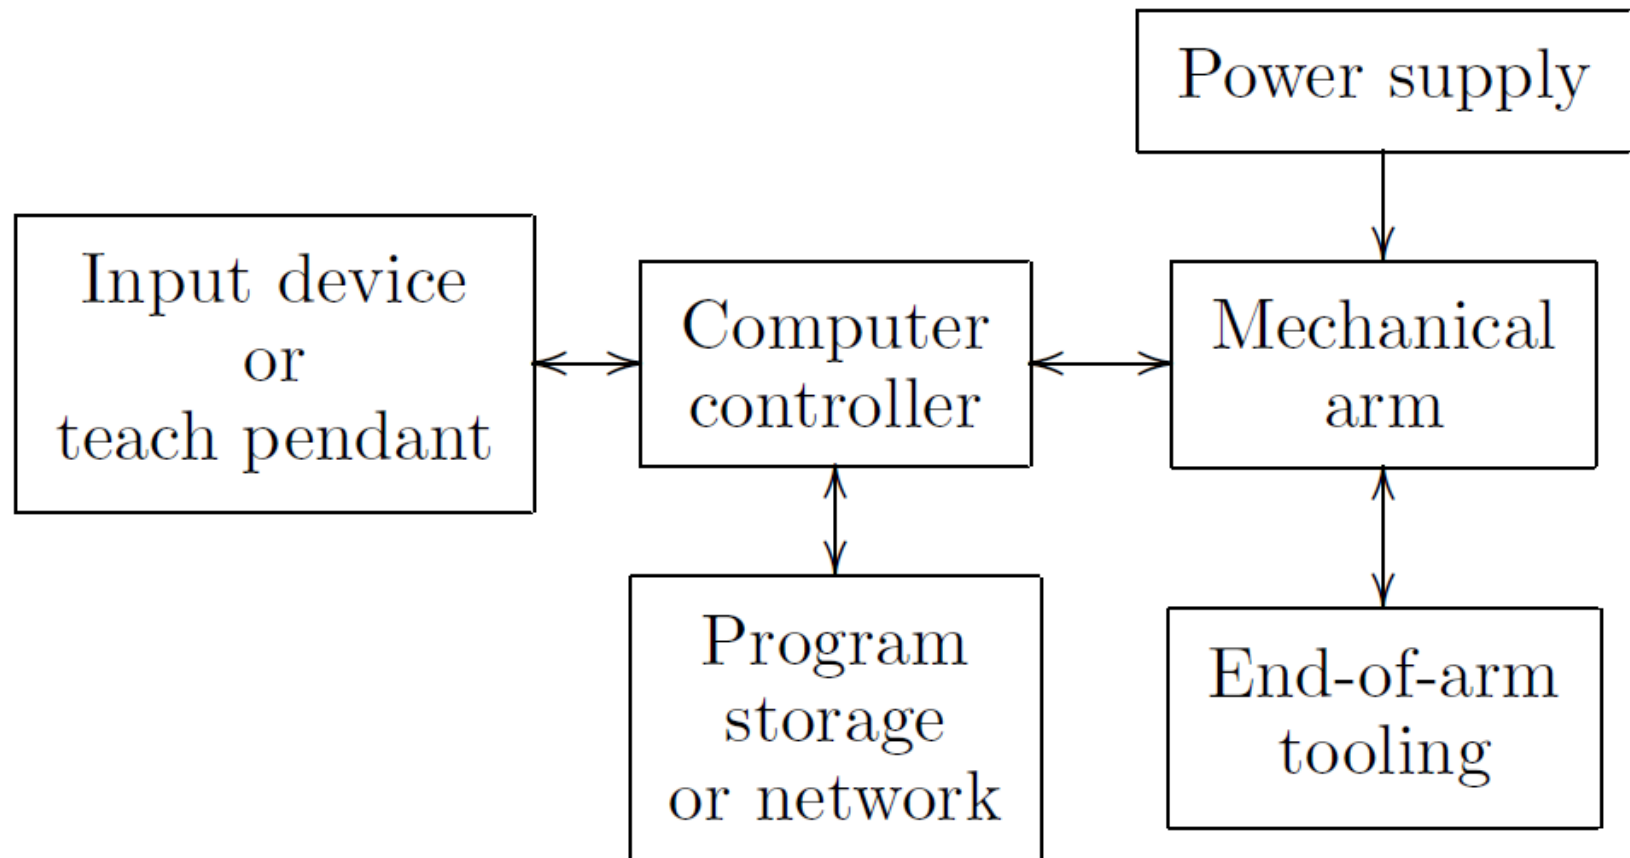 Power supply
Input device
or
teach pendant
Computer
controller
Mechanical
arm
Program
storage
or network
End-of-arm
tooling